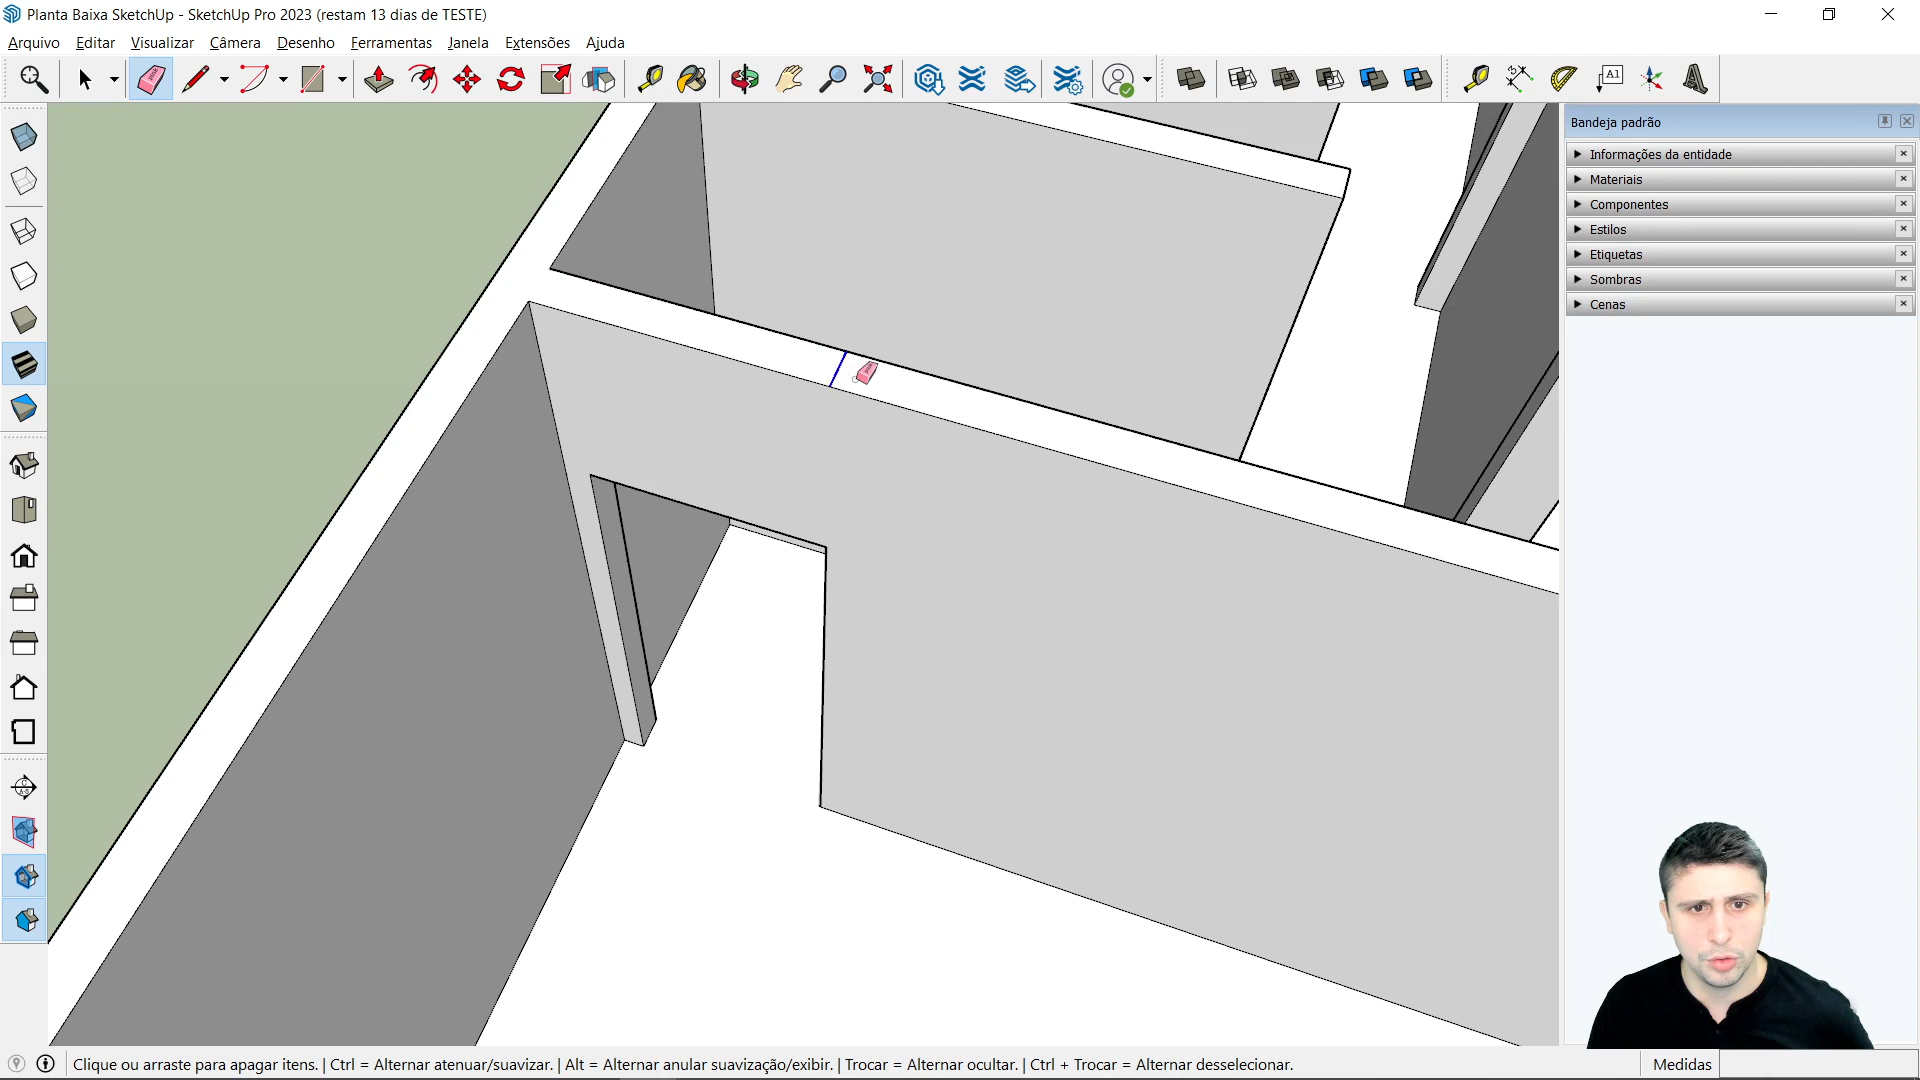 Planta Baixa SketchUp - SketchUp Pro 2023 (restam 13 dias de TESTE)
Arquivo Editar Visualizar Câmera Desenho Ferramentas Janela Extensões Ajuda
A1
Bandeja padrão
Informações da entidade
Materiais
Componentes
Estilos
Etiquetas
Sombras
Cenas
Clique ou arraste para apagar itens. | Ctrl = Alternar atenuar/suavizar. | Alt = Alternar anular suavização/exibir. | Trocar = Alternar ocultar. | Ctrl + Trocar = Alternar desselecionar.
Medidas